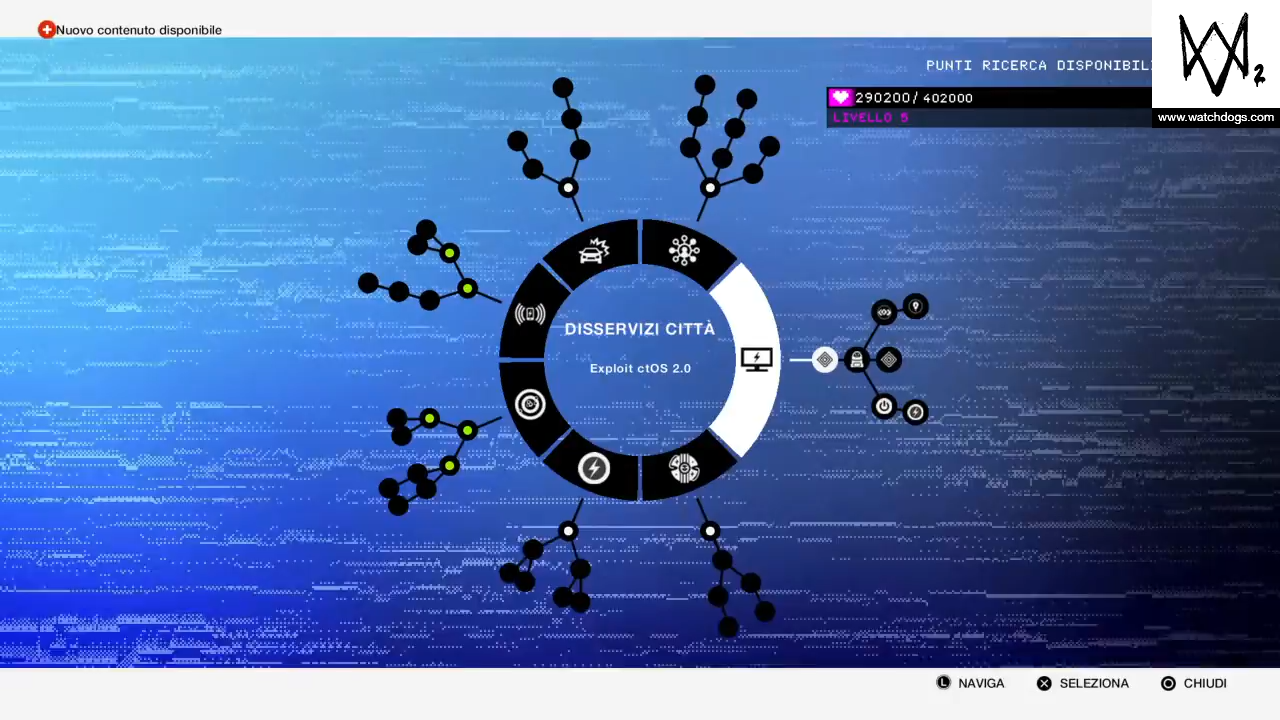 Nuovo contenuto disponibile
PUNTI RICERCA DISPONIBILI
290200/ 402000
LIVELLO 5
2
www.watchdogs.com
DISSERVIZI CITTÀ
Exploit ctOS 2.0
L NAVIGA SELEZIONA CHIUDI